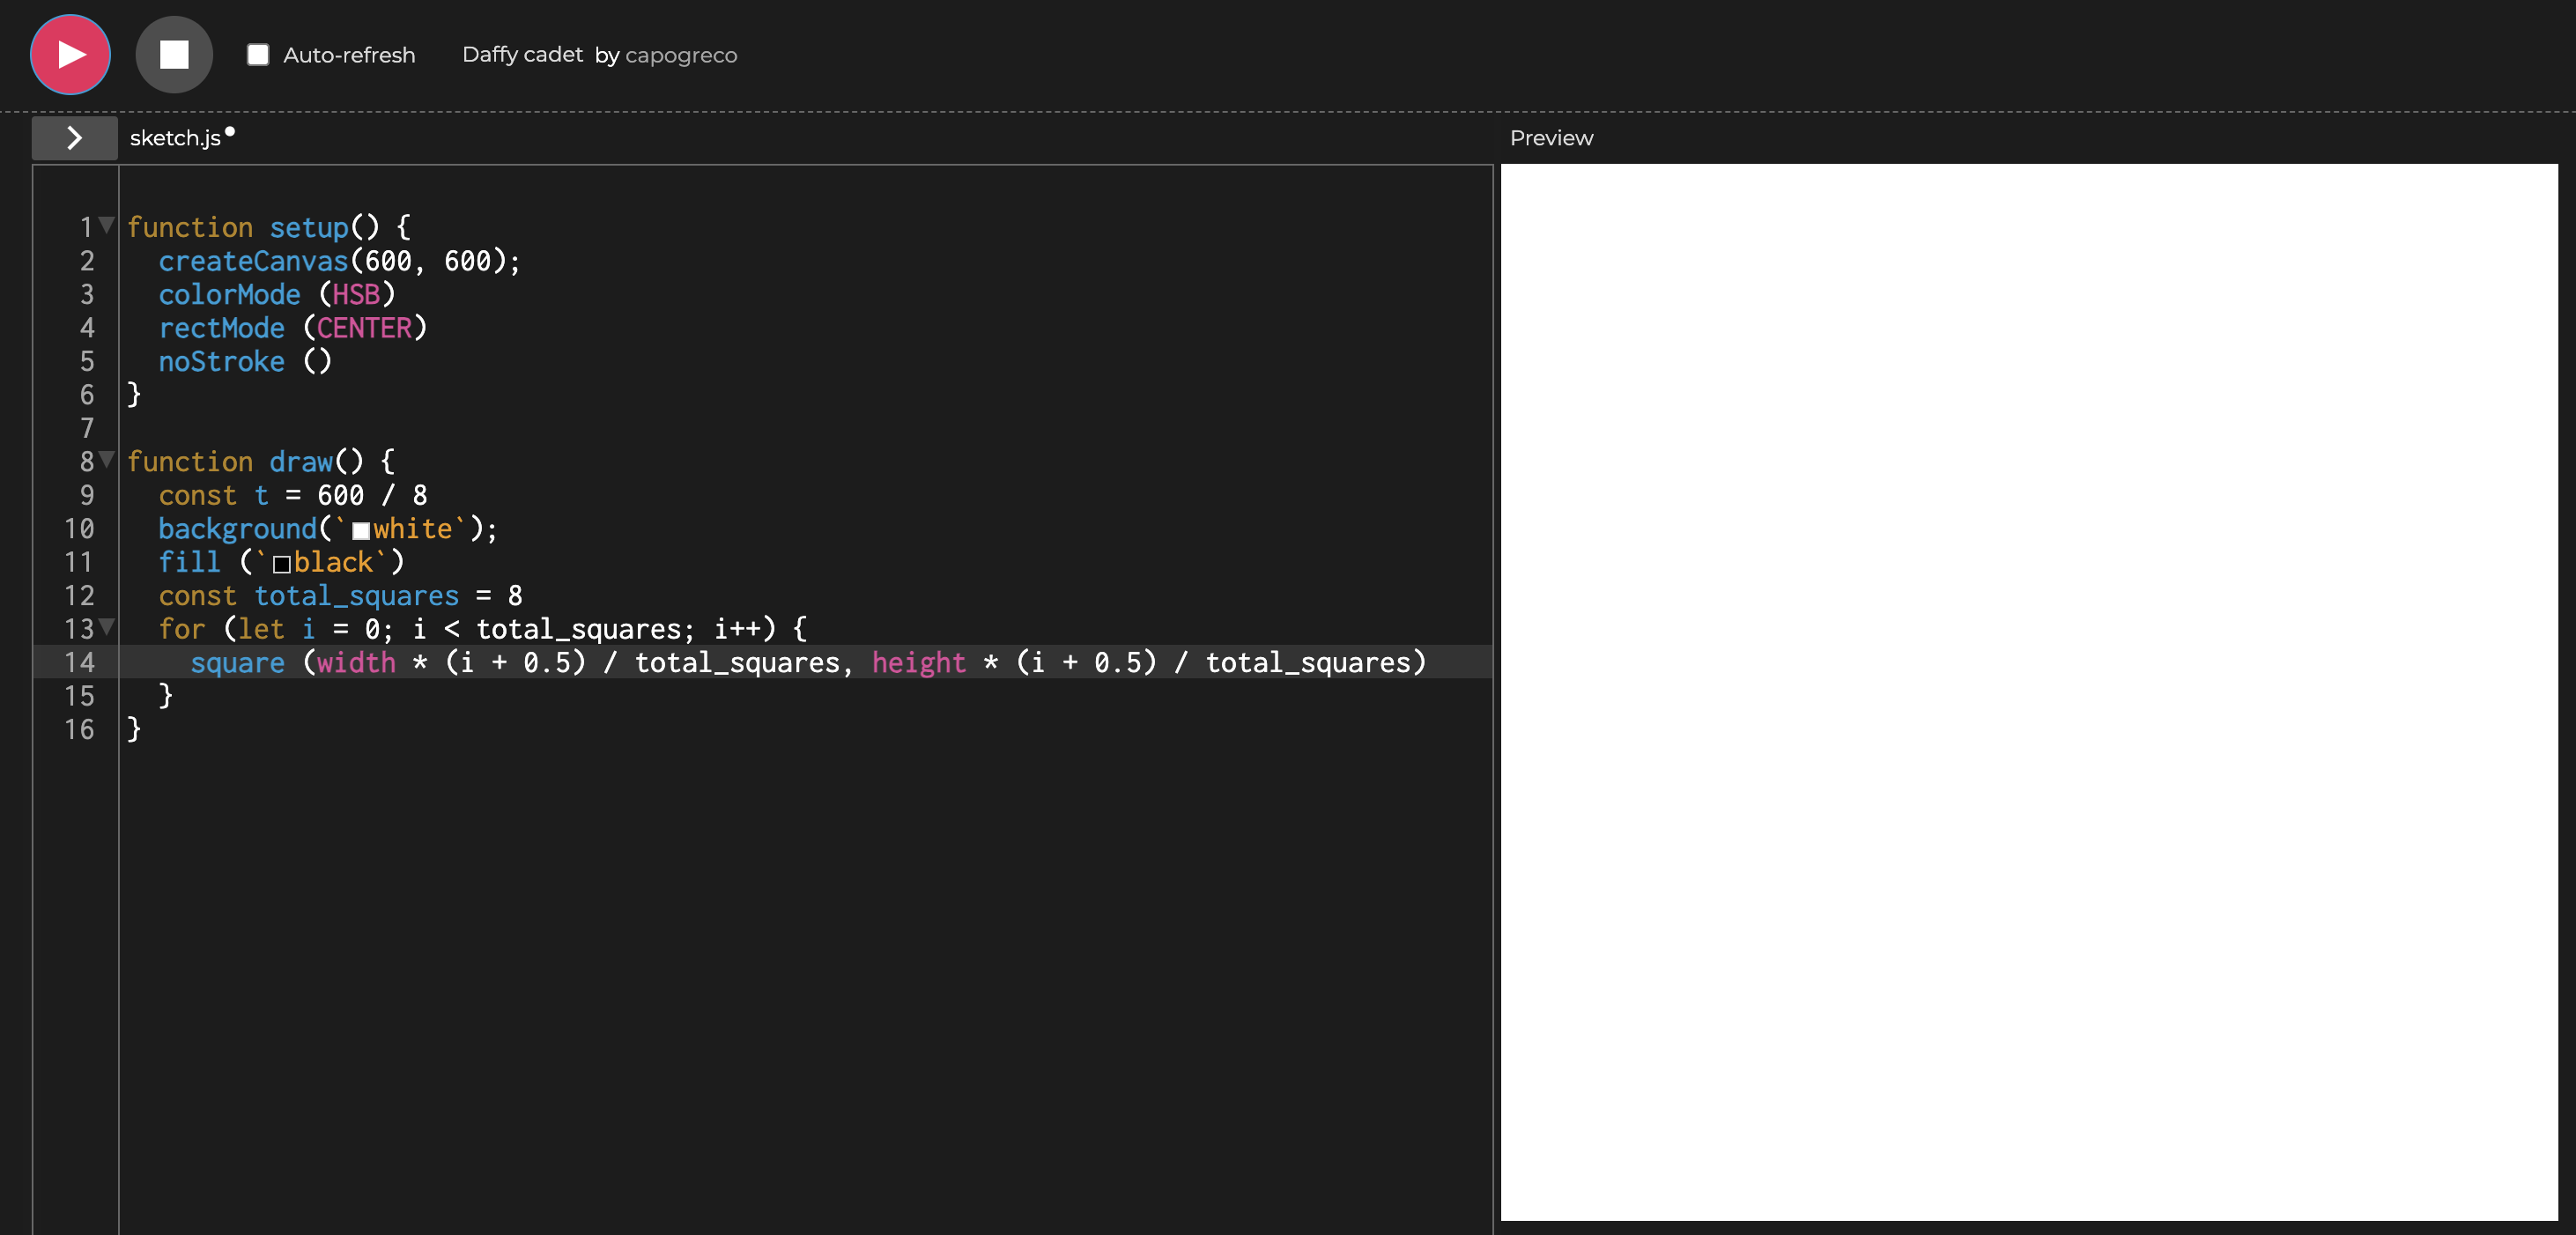 Auto-refresh Daffy cadet by capogreco
sketch.js
Preview
1 function setup() {
2 createCanvas(600, 600);
3 colorMode (HSB)
4 rectMode (CENTER)
5 noStroke ()
6 }
7
8 function draw() {
9 const t = 600 / 8
10 background(`white`);
11 fill (`black`)
12 const total_squares = 8
13 for (let i = 0; i < total_squares; i++) {
14 square (width * (i + 0.5) / total_squares, height * (i + 0.5) / total_squares)
15 }
16 }